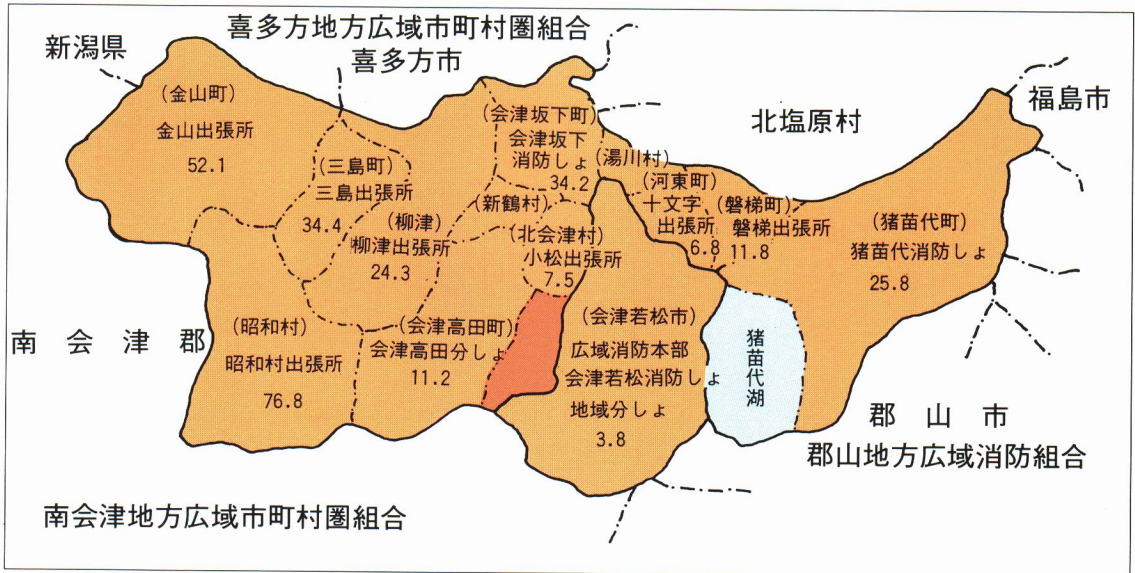 喜多方地方広域市町村圏組合
喜多方市
新潟県
福島市
北塩原村
(金山町)
金山出張所
52.1
(三島町)
三島出張所
34.4
(柳津)
柳津出張所
24.3
(会津坂下町)
会津坂下
消防しょ
34.2
(新鶴村)
(湯川村)
(河東町)
十文字
出張所
6.8
(磐梯町)
磐梯出張所
11.8
(猪苗代町)
猪苗代消防しょ
25.8
(北会津村)
小松出張所
7.5
南会津郡
(昭和村)
昭和村出張所
76.8
(会津高田町)
会津高田分しょ
11.2
(会津若松市)
広域消防本部
会津若松消防しょ
地域分しょ
3.8
猪苗代湖
郡山市
郡山地方広域消防組合
南会津地方広域市町村圏組合